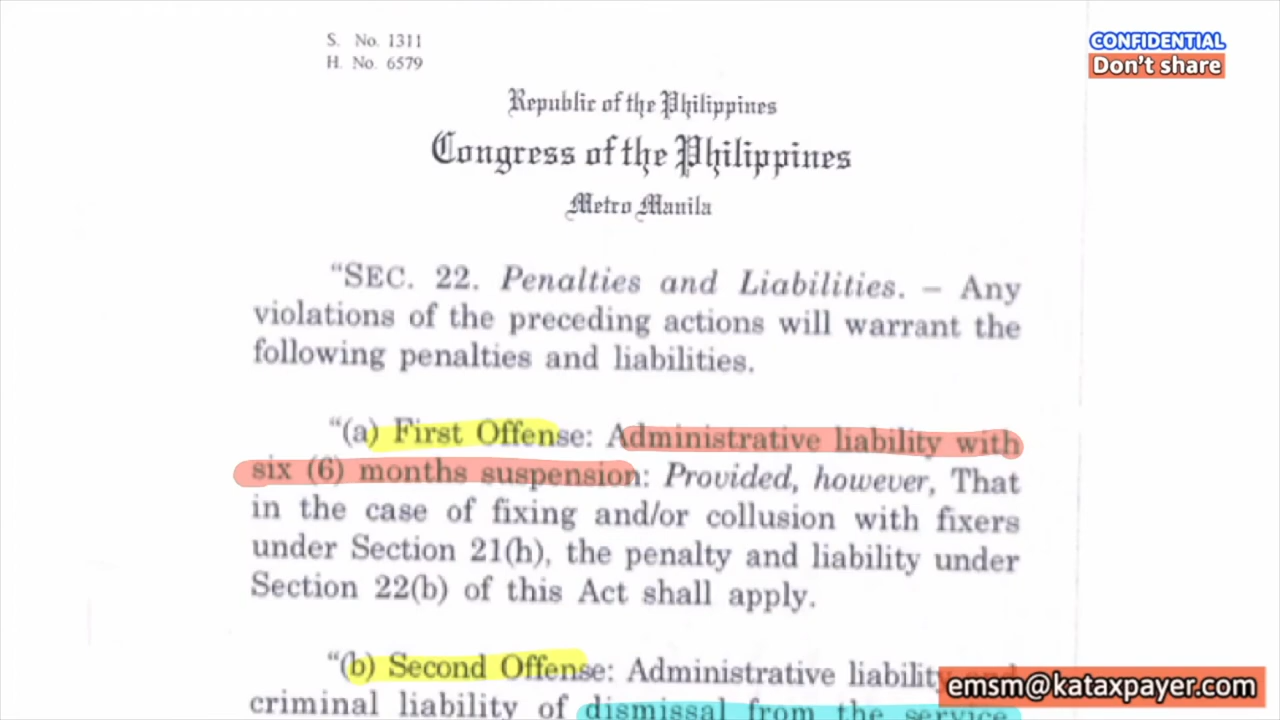 S. No. 1311
H. No. 6579
CONFIDENTIAL
Don't share
Republic of the Philippines
Congress of the Philippines
Metro Manila
"SEC. 22. Penalties and Liabilities. – Any
violations of the preceding actions will warrant the
following penalties and liabilities.
"(a) First Offense: Administrative liability with
six (6) months suspension: Provided, however, That
in the case of fixing and/or collusion with fixers
under Section 21(h), the penalty and liability under
Section 22(b) of this Act shall apply.
"(b) Second Offense: Administrative liability and
criminal liability of dismissal from the service,
emsm@kataxpayer.com